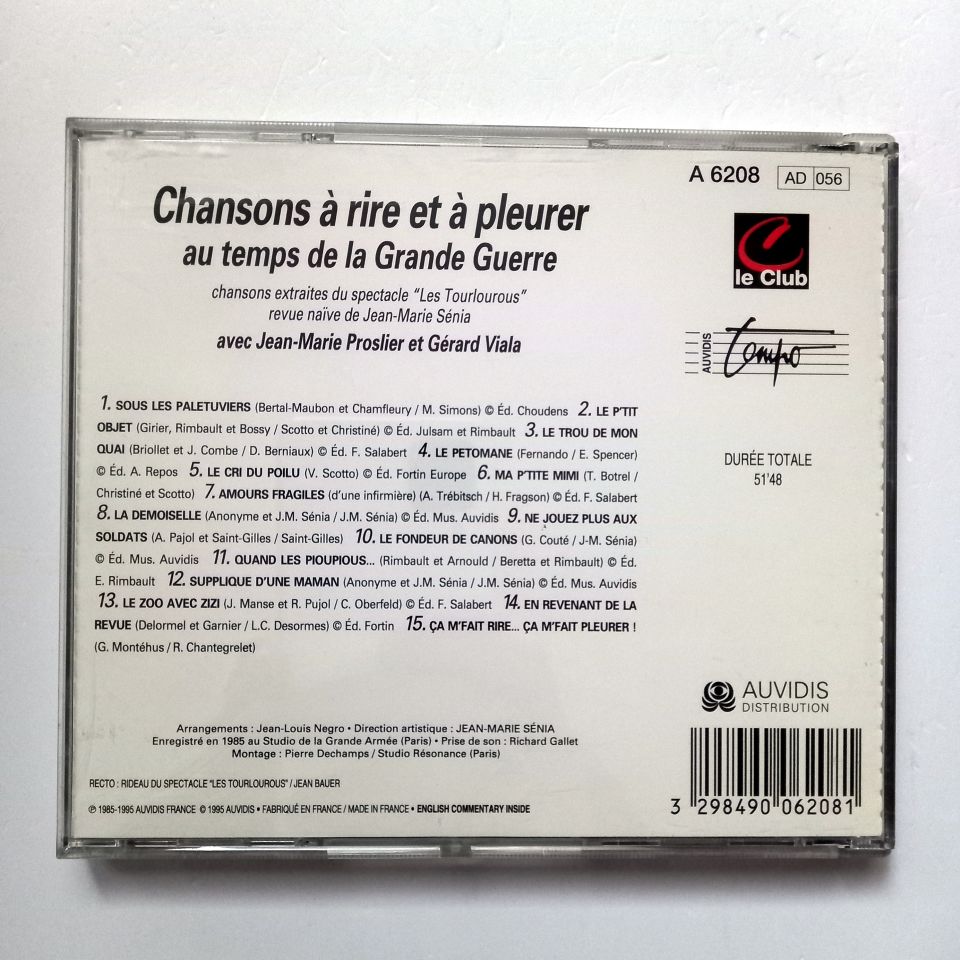 A 6208 AD 056
Chansons à rire et à pleurer
au temps de la Grande Guerre
chansons extraites du spectacle "Les Tourlourous"
revue naïve de Jean-Marie Sénia
avec Jean-Marie Proslier et Gérard Viala
le Club
AUVIDIS Tempo
1. SOUS LES PALETUVIERS (Bertal-Maubon et Chamfleury / M. Simons) © Éd. Choudens 2. LE P'TIT
OBJET (Girier, Rimbault et Bossy / Scotto et Christiné) © Éd. Julsam et Rimbault 3. LE TROU DE MON
QUAI (Briollet et J. Combe / D. Berniaux) © Éd. F. Salabert 4. LE PETOMANE (Fernando / E. Spencer)
© Éd. A. Repos 5. LE CRI DU POILU (V. Scotto) © Éd. Fortin Europe 6. MA P'TITE MIMI (T. Botrel /
Christiné et Scotto) 7. AMOURS FRAGILES (d'une infirmière) (A. Trébitsch / H. Fragson) © Éd. F. Salabert
8. LA DEMOISELLE (Anonyme et J.M. Sénia / J.M. Sénia) © Éd. Mus. Auvidis 9. NE JOUEZ PLUS AUX
SOLDATS (A. Pajol et Saint-Gilles / Saint-Gilles) 10. LE FONDEUR DE CANONS (G. Couté / J-M. Sénia)
© Éd. Mus. Auvidis 11. QUAND LES PIOUPIOUS... (Rimbault et Arnould / Beretta et Rimbault) © Éd.
E. Rimbault 12. SUPPLIQUE D'UNE MAMAN (Anonyme et J.M. Sénia / J.M. Sénia) © Éd. Mus. Auvidis
13. LE ZOO AVEC ZIZI (J. Manse et R. Pujol / C. Oberfeld) © Éd. F. Salabert 14. EN REVENANT DE LA
REVUE (Delormel et Garnier / L.C. Desormes) © Éd. Fortin 15. ÇA M'FAIT RIRE... ÇA M'FAIT PLEURER !
(G. Montéhus / R. Chantegrelet)
DURÉE TOTALE
51'48
Arrangements : Jean-Louis Negro • Direction artistique : JEAN-MARIE SÉNIA
Enregistré en 1985 au Studio de la Grande Armée (Paris) • Prise de son : Richard Gallet
Montage : Pierre Dechamps / Studio Résonance (Paris)
RECTO : RIDEAU DU SPECTACLE "LES TOURLOUROUS" / JEAN BAUER
℗ 1985-1995 AUVIDIS FRANCE © 1995 AUVIDIS • FABRIQUÉ EN FRANCE / MADE IN FRANCE • ENGLISH COMMENTARY INSIDE
AUVIDIS
DISTRIBUTION
3 298490 062081